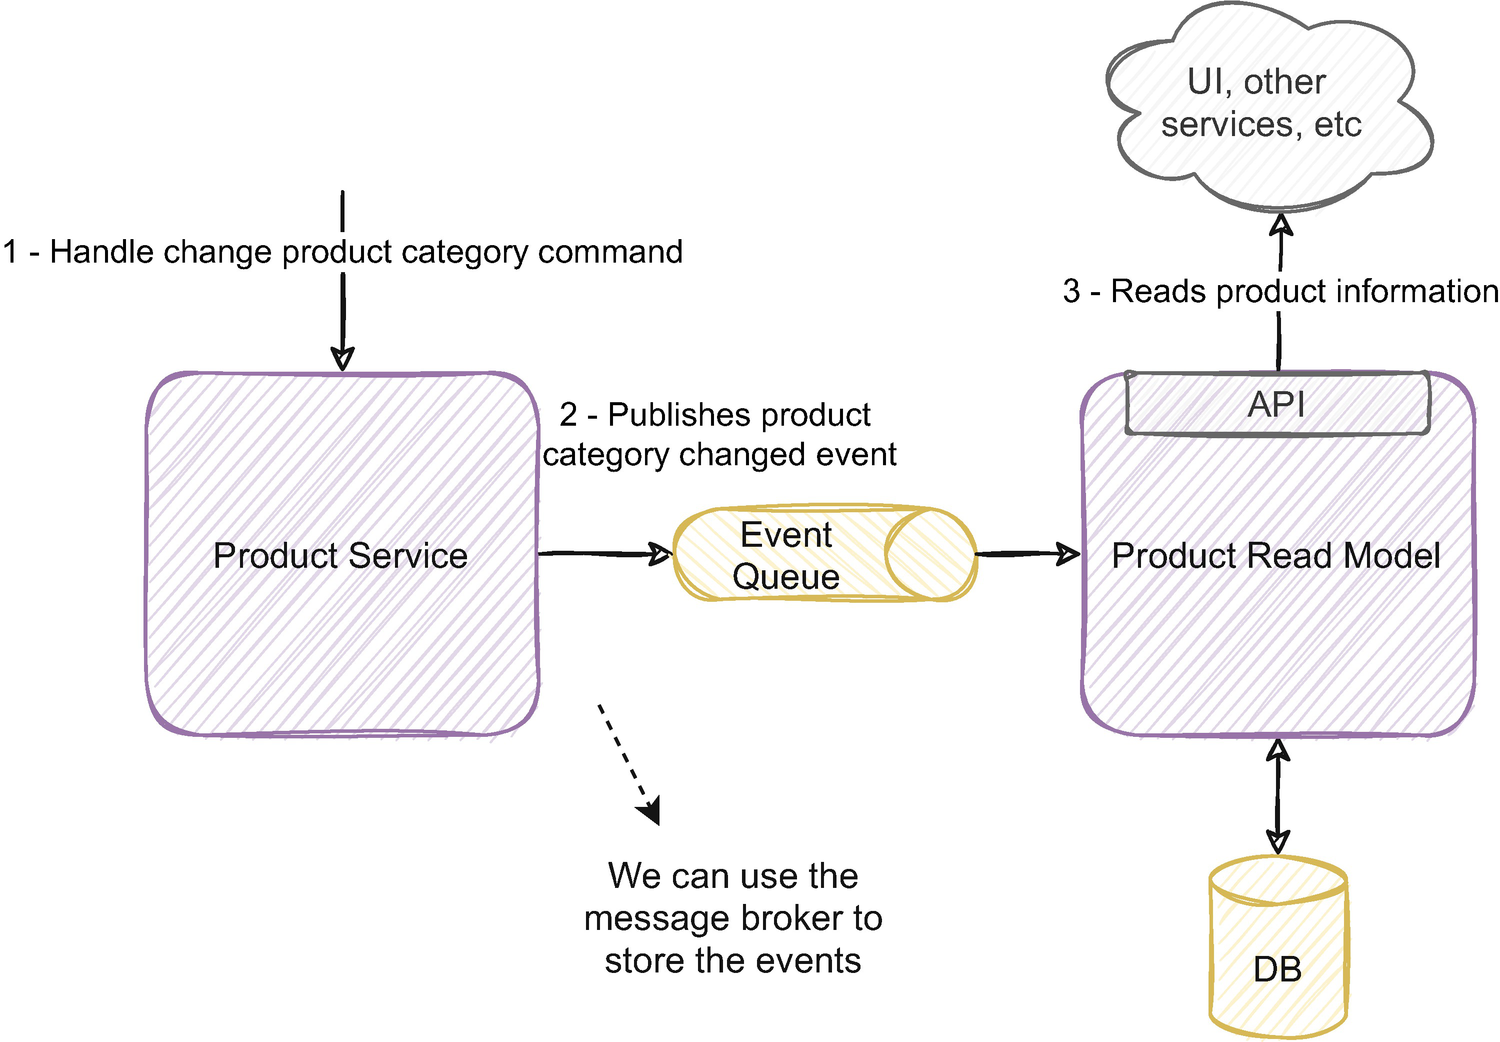 UI, other
services, etc
1 - Handle change product category command
3 - Reads product information
API
2 - Publishes product
category changed event
Product Service
Event
Queue
Product Read Model
We can use the
message broker to
store the events
DB